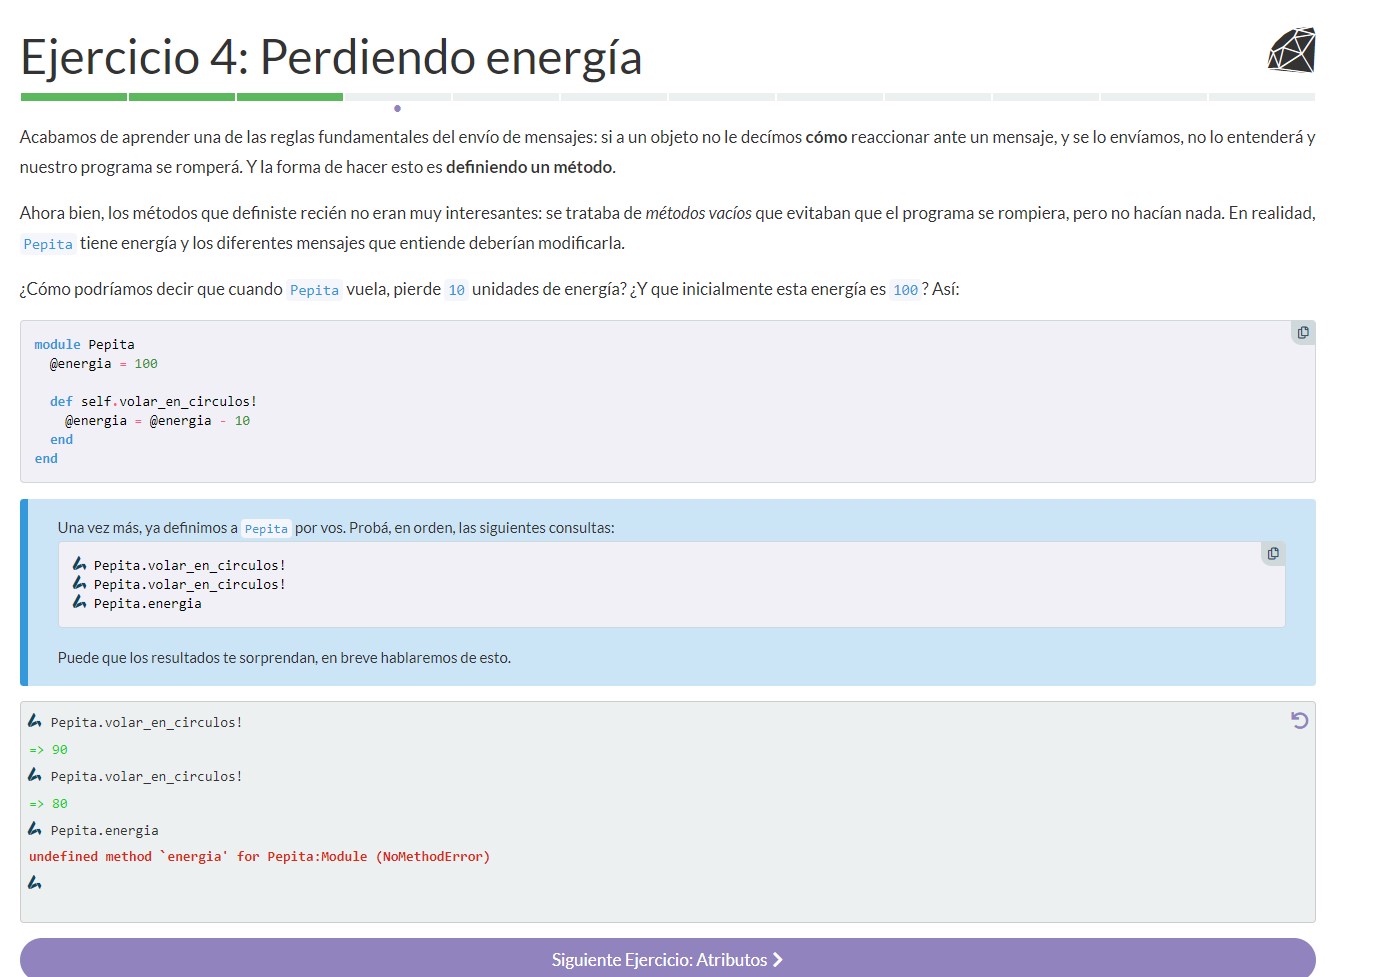 Ejercicio 4: Perdiendo energía
Acabamos de aprender una de las reglas fundamentales del envío de mensajes: si a un objeto no le decímos cómo reaccionar ante un mensaje, y se lo envíamos, no lo entenderá y
nuestro programa se romperá. Y la forma de hacer esto es definiendo un método.
Ahora bien, los métodos que definiste recién no eran muy interesantes: se trataba de métodos vacíos que evitaban que el programa se rompiera, pero no hacían nada. En realidad,
Pepita tiene energía y los diferentes mensajes que entiende deberían modificarla.
¿Cómo podríamos decir que cuando Pepita vuela, pierde 10 unidades de energía? ¿Y que inicialmente esta energía es 100? Así:
module Pepita
@energia = 100
def self.volar_en_circulos!
@energia = @energia - 10
end
end
Una vez más, ya definimos a Pepita por vos. Probá, en orden, las siguientes consultas:
Pepita.volar_en_circulos!
Pepita.volar_en_circulos!
Pepita.energia
Puede que los resultados te sorprendan, en breve hablaremos de esto.
Pepita.volar_en_circulos!
=> 90
Pepita.volar_en_circulos!
=> 80
Pepita.energia
undefined method `energia' for Pepita:Module (NoMethodError)
Siguiente Ejercicio: Atributos